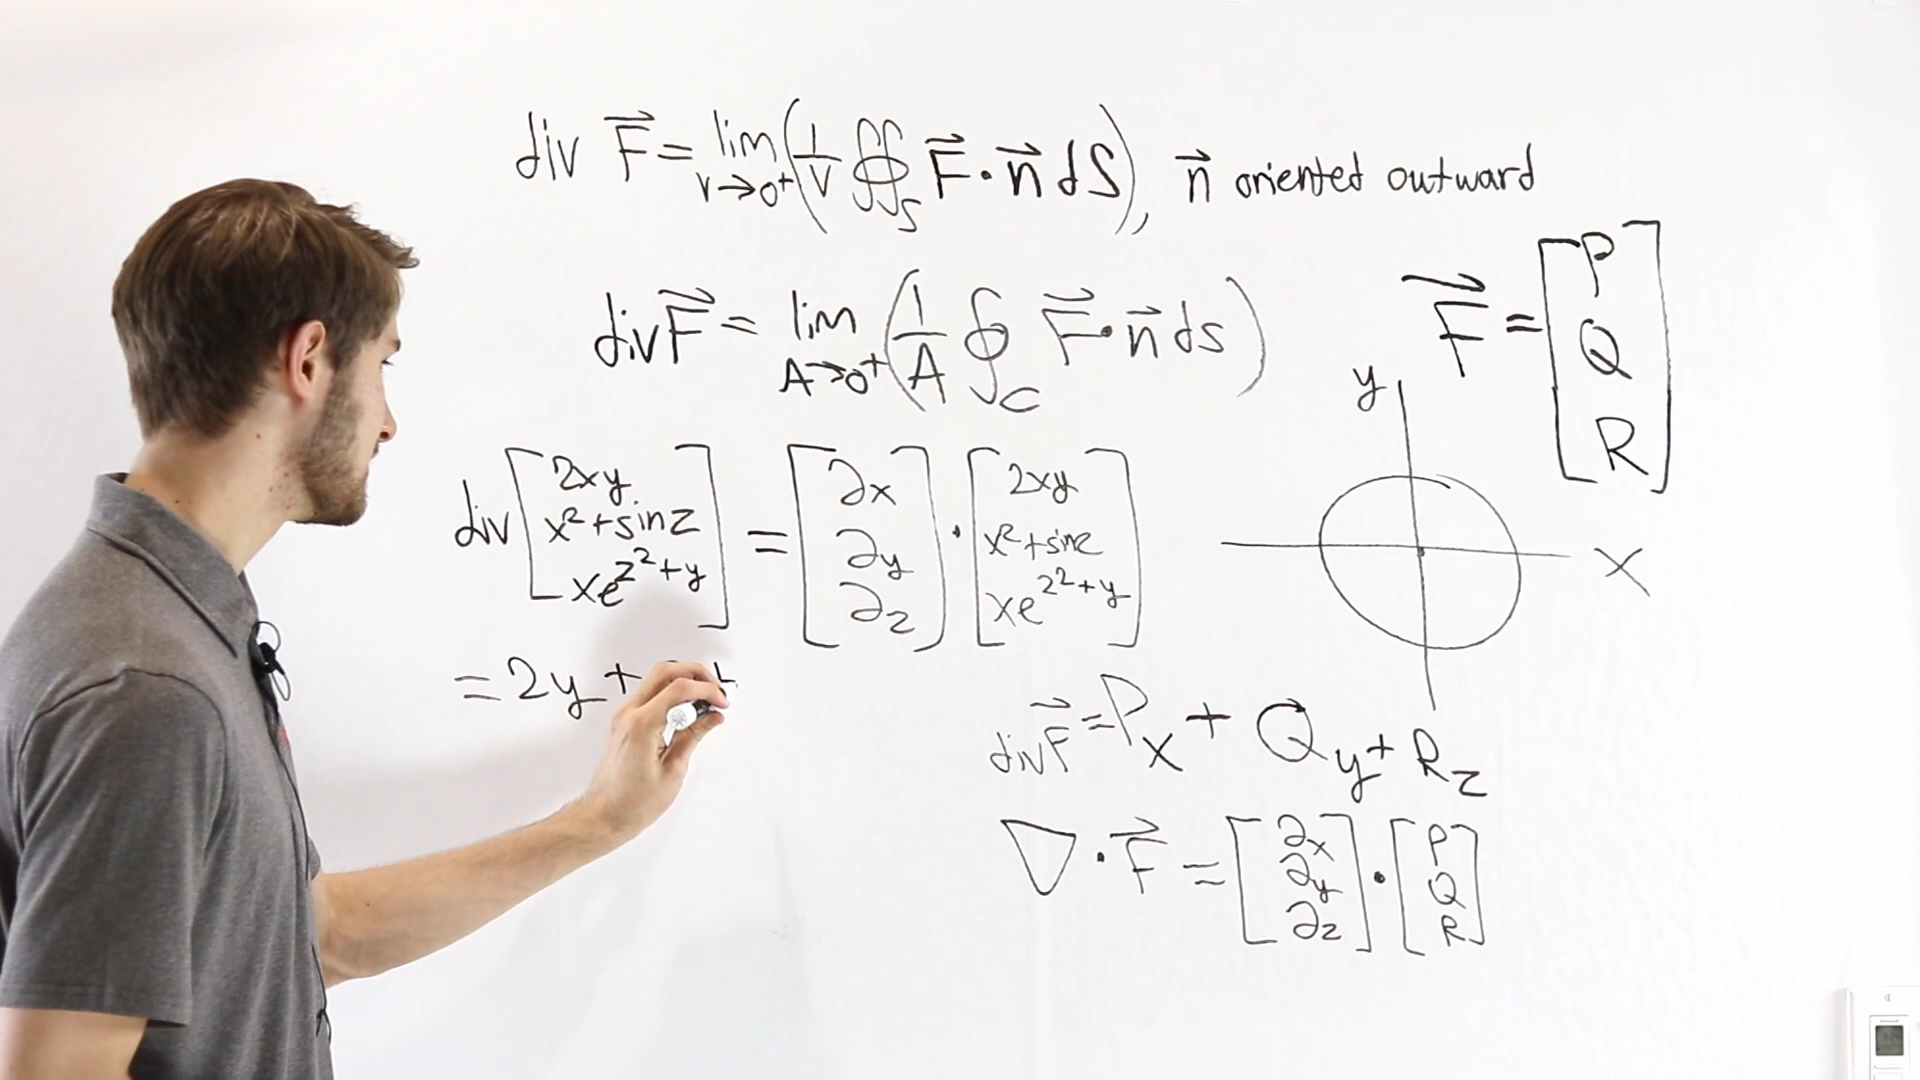 div F⃗ = lim V→0⁺ (1/V ∯_S F⃗ · n⃗ dS), n⃗ oriented outward
div F⃗ = lim A→0⁺ (1/A ∮_C F⃗ · n⃗ ds)
F⃗ = [P Q R]
y
x
div [2xy x²+sinz xe^(z²+y)] = [∂x ∂y ∂z] · [2xy x²+sinz xe^(z²+y)]
= 2y +
div F⃗ = P_x + Q_y + R_z
∇ · F⃗ = [∂x ∂y ∂z] · [P Q R]